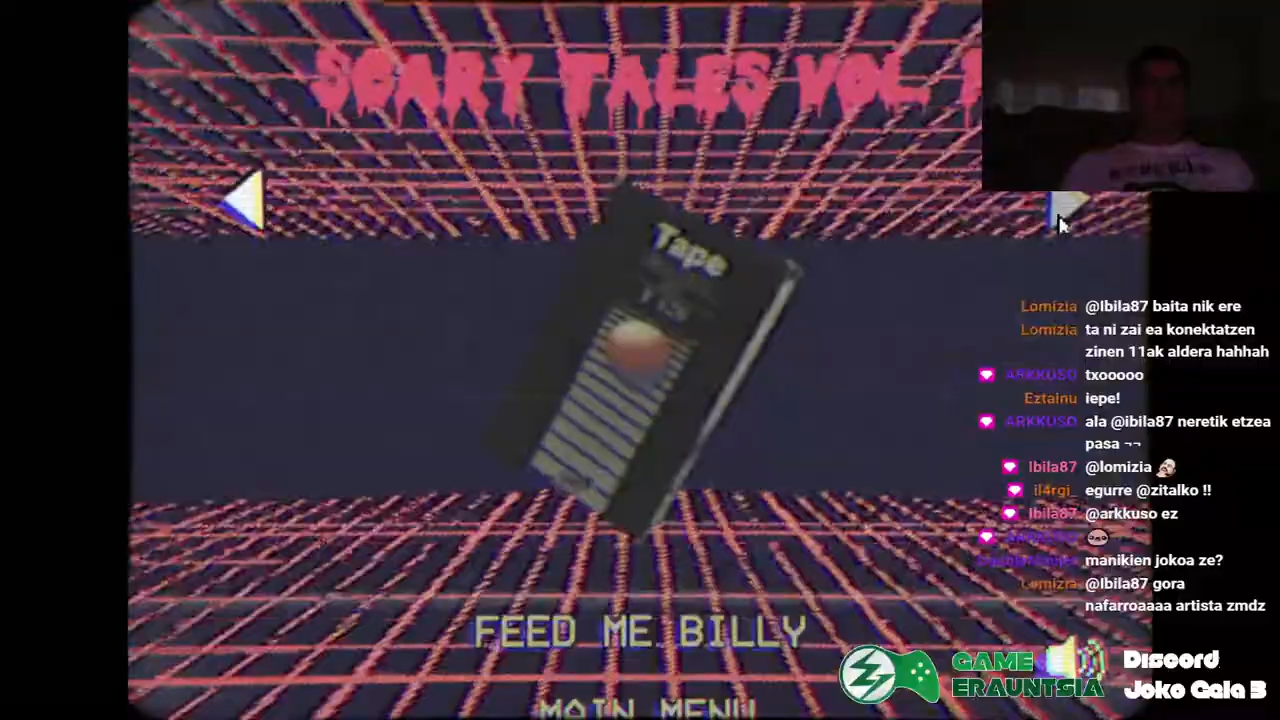 SCARY TALES VOL. 1
Tape
Lomizia @Ibila87 baita nik ere
Lomizia ta ni zai ea konektatzen
zinen 11ak aldera hahhah
ARKKUSO txooooo
Eztainu iepe!
ARKKUSO ala @ibila87 neretik etzea
pasa ¬¬
Ibila87 @lomizia
il4rgi_ egurre @zitalko !!
Ibila87 @arkkuso ez
ARKKUSO
manikien jokoa ze?
Lomizia @Ibila87 gora
nafarroaaaa artista zmdz
FEED ME BILLY
MAIN MENU
GAME
ERAUNTSIA
Discord
Joko Gela 3